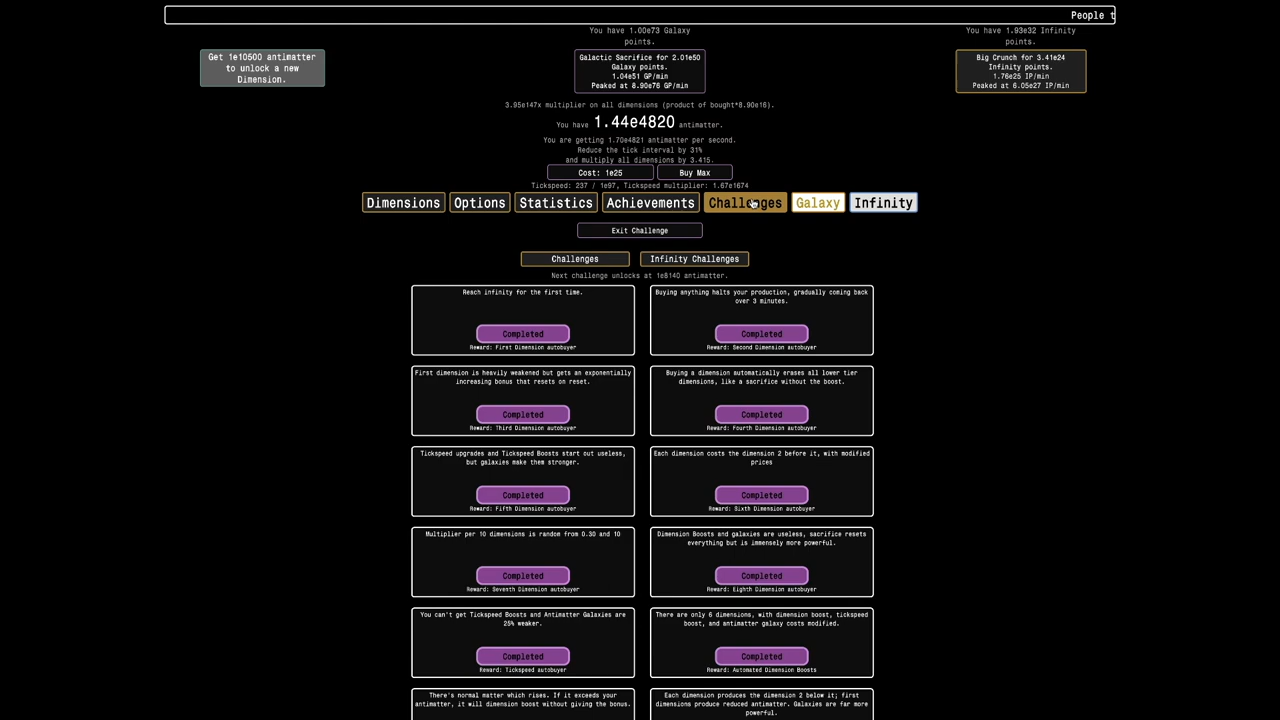 People t
You have 1.00e73 Galaxy
points.
You have 1.93e32 Infinity
points.
Get 1e10500 antimatter
to unlock a new
Dimension.
Galactic Sacrifice for 2.01e50
Galaxy points.
1.04e51 GP/min
Peaked at 8.90e76 GP/min
Big Crunch for 3.41e24
Infinity points.
1.76e25 IP/min
Peaked at 6.05e27 IP/min
3.95e147x multiplier on all dimensions (product of bought*8.90e16).
You have 1.44e4820 antimatter.
You are getting 1.70e4821 antimatter per second.
Reduce the tick interval by 31%
and multiply all dimensions by 3.415.
Cost: 1e25
Buy Max
Tickspeed: 237 / 1e97, Tickspeed multiplier: 1.67e1674
Dimensions
Options
Statistics
Achievements
Challenges
Galaxy
Infinity
Exit Challenge
Challenges
Infinity Challenges
Next challenge unlocks at 1e8140 antimatter.
Reach infinity for the first time.
Completed
Reward: First Dimension autobuyer
Buying anything halts your production, gradually coming back
over 3 minutes.
Completed
Reward: Second Dimension autobuyer
First dimension is heavily weakened but gets an exponentially
increasing bonus that resets on reset.
Completed
Reward: Third Dimension autobuyer
Buying a dimension automatically erases all lower tier
dimensions, like a sacrifice without the boost.
Completed
Reward: Fourth Dimension autobuyer
Tickspeed upgrades and Tickspeed Boosts start out useless,
but galaxies make them stronger.
Completed
Reward: Fifth Dimension autobuyer
Each dimension costs the dimension 2 before it, with modified
prices
Completed
Reward: Sixth Dimension autobuyer
Multiplier per 10 dimensions is random from 0.30 and 10
Completed
Reward: Seventh Dimension autobuyer
Dimension Boosts and galaxies are useless, sacrifice resets
everything but is immensely more powerful.
Completed
Reward: Eighth Dimension autobuyer
You can't get Tickspeed Boosts and Antimatter Galaxies are
25% weaker.
Completed
Reward: Tickspeed autobuyer
There are only 6 dimensions, with dimension boost, tickspeed
boost, and antimatter galaxy costs modified.
Completed
Reward: Automated Dimension Boosts
There's normal matter which rises. If it exceeds your
antimatter, it will dimension boost without giving the bonus.
Each dimension produces the dimension 2 below it; first
dimensions produce reduced antimatter. Galaxies are far more
powerful.